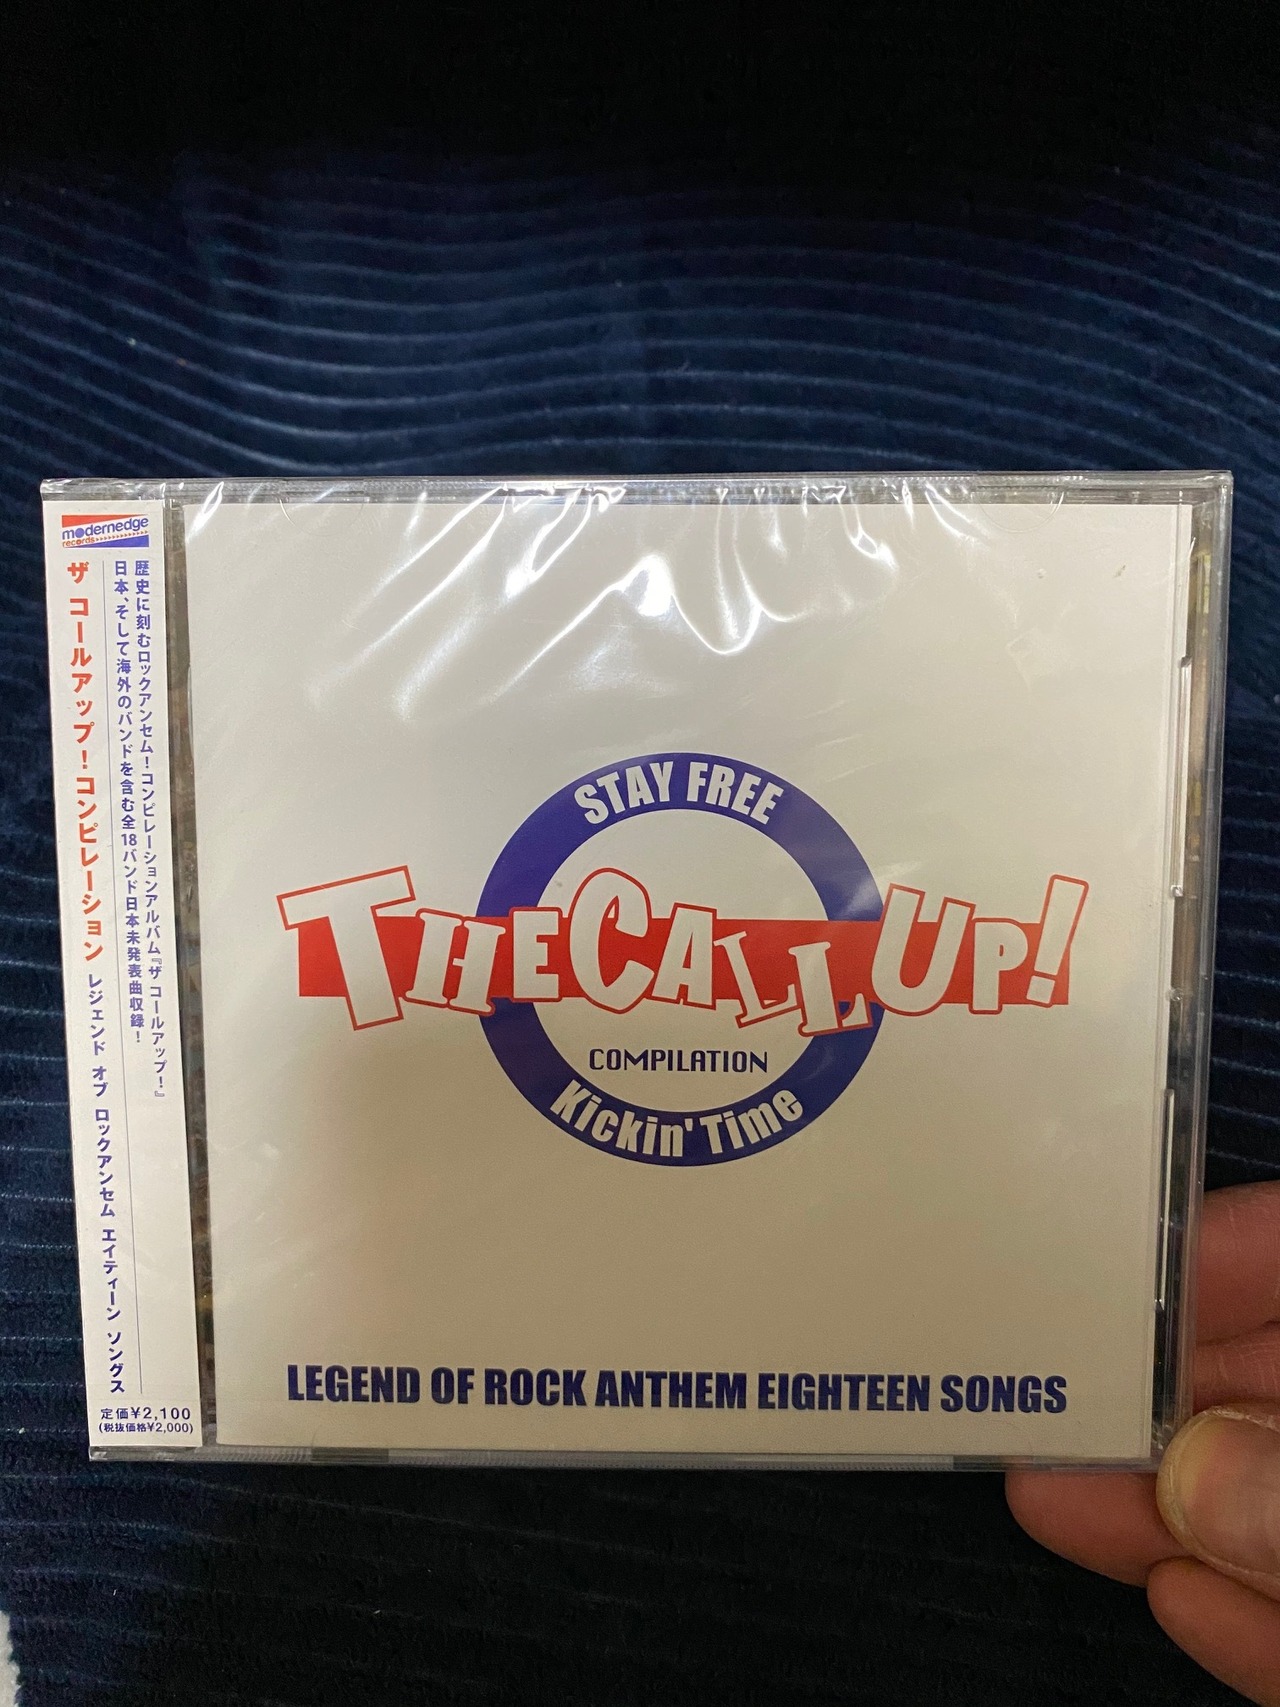 modernedge
records
歴史に刻むロックアンセム！コンピレーションアルバム『ザ コールアップ！』
日本、そして海外のバンドを含む全18バンド日本未発表曲収録！
ザ コールアップ！コンピレーション レジェンド オブ ロックアンセム エイティーン ソングス
定価¥2,100
(税抜価格¥2,000)
STAY FREE
THE CALL UP!
COMPILATION
Kickin' Time
LEGEND OF ROCK ANTHEM EIGHTEEN SONGS